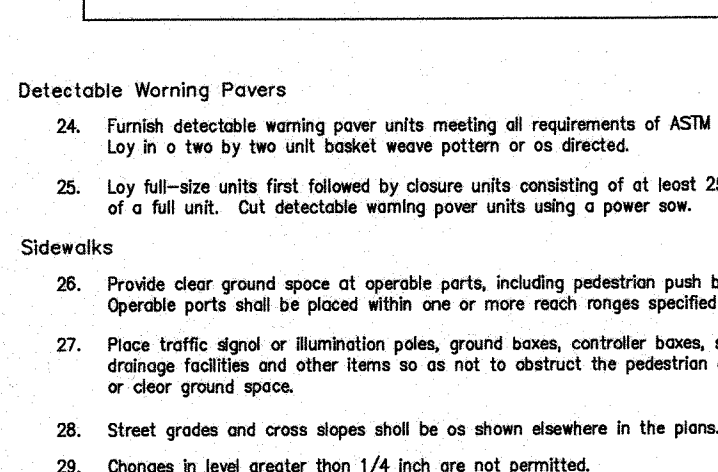 Detectable Warning Pavers
24. Furnish detectable warning paver units meeting all requirements of ASTM
Lay in a two by two unit basket weave pattern or as directed.
25. Lay full-size units first followed by closure units consisting of at least 25
of a full unit. Cut detectable warning paver units using a power saw.
Sidewalks
26. Provide clear ground space at operable parts, including pedestrian push b
Operable parts shall be placed within one or more reach ranges specified
27. Place traffic signal or illumination poles, ground boxes, controller boxes, s
drainage facilities and other items so as not to obstruct the pedestrian
or clear ground space.
28. Street grades and cross slopes shall be as shown elsewhere in the plans.
29. Changes in level greater than 1/4 inch are not permitted.